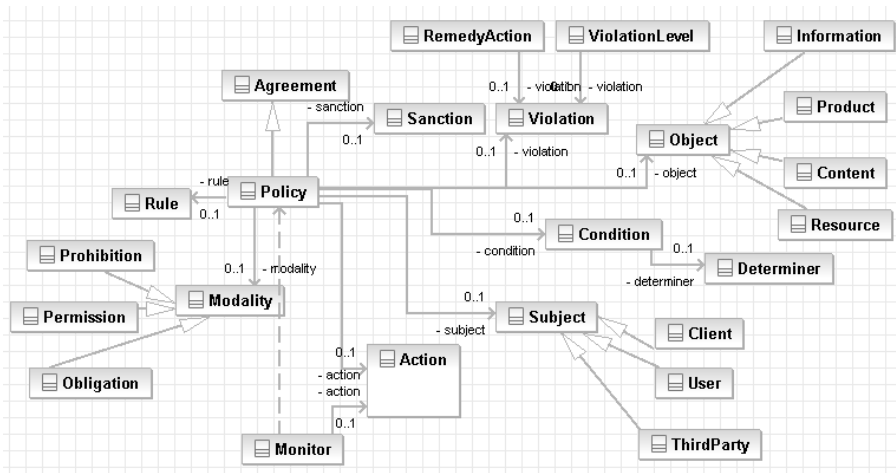 RemedyAction
ViolationLevel
Information
Agreement
0..1
- violation
0..1
- violation
Product
- sanction
Sanction
0..1
Violation
Object
0..1
- violation
0..1
- object
Content
Rule
- rule
0..1
Policy
Resource
0..1
- condition
Condition
0..1
- determiner
Determiner
Prohibition
0..1
- modality
Modality
Permission
0..1
- subject
Subject
Client
Obligation
0..1
- action
- action
0..1
Action
User
Monitor
ThirdParty